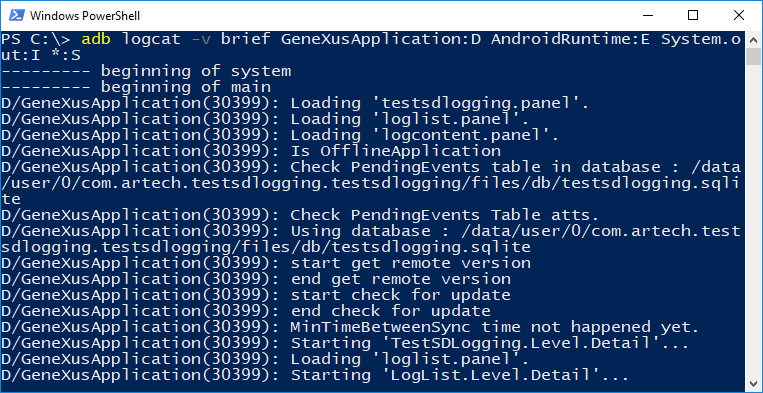 Windows PowerShell
PS C:\> adb logcat -v brief GeneXusApplication:D AndroidRuntime:E System.o
ut:I *:S
--------- beginning of system
--------- beginning of main
D/GeneXusApplication(30399): Loading 'testsdlogging.panel'.
D/GeneXusApplication(30399): Loading 'loglist.panel'.
D/GeneXusApplication(30399): Loading 'logcontent.panel'.
D/GeneXusApplication(30399): Is OfflineApplication
D/GeneXusApplication(30399): Check PendingEvents table in database : /data
/user/0/com.artech.testsdlogging.testsdlogging/files/db/testsdlogging.sqli
te
D/GeneXusApplication(30399): Check PendingEvents Table atts.
D/GeneXusApplication(30399): Using database : /data/user/0/com.artech.test
sdlogging.testsdlogging/files/db/testsdlogging.sqlite
D/GeneXusApplication(30399): start get remote version
D/GeneXusApplication(30399): end get remote version
D/GeneXusApplication(30399): start check for update
D/GeneXusApplication(30399): end check for update
D/GeneXusApplication(30399): MinTimeBetweenSync time not happened yet.
D/GeneXusApplication(30399): Starting 'TestSDLogging.Level.Detail'...
D/GeneXusApplication(30399): Loading 'loglist.panel'.
D/GeneXusApplication(30399): Starting 'LogList.Level.Detail'...